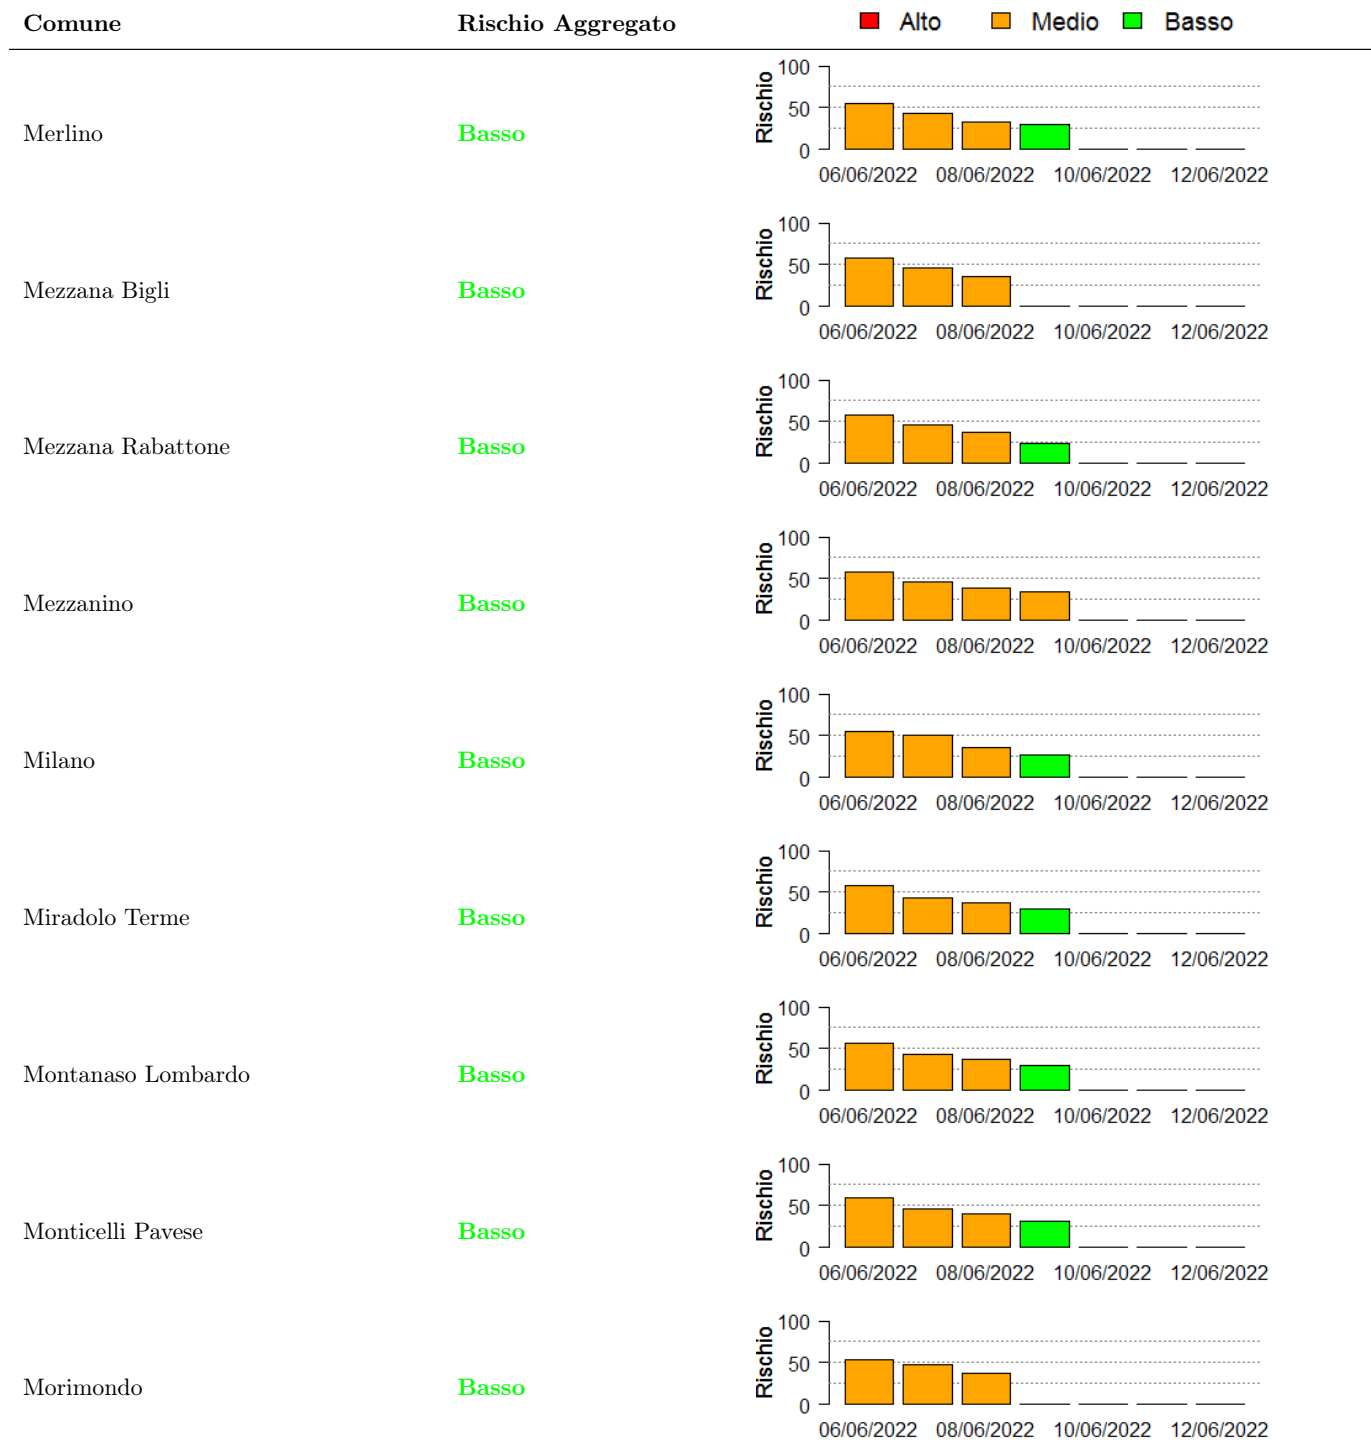 Comune Rischio Aggregato Alto Medio Basso
Merlino Basso Rischio 100 50 0
06/06/2022 08/06/2022 10/06/2022 12/06/2022
Mezzana Bigli Basso Rischio 100 50 0
06/06/2022 08/06/2022 10/06/2022 12/06/2022
Mezzana Rabattone Basso Rischio 100 50 0
06/06/2022 08/06/2022 10/06/2022 12/06/2022
Mezzanino Basso Rischio 100 50 0
06/06/2022 08/06/2022 10/06/2022 12/06/2022
Milano Basso Rischio 100 50 0
06/06/2022 08/06/2022 10/06/2022 12/06/2022
Miradolo Terme Basso Rischio 100 50 0
06/06/2022 08/06/2022 10/06/2022 12/06/2022
Montanaso Lombardo Basso Rischio 100 50 0
06/06/2022 08/06/2022 10/06/2022 12/06/2022
Monticelli Pavese Basso Rischio 100 50 0
06/06/2022 08/06/2022 10/06/2022 12/06/2022
Morimondo Basso Rischio 100 50 0
06/06/2022 08/06/2022 10/06/2022 12/06/2022